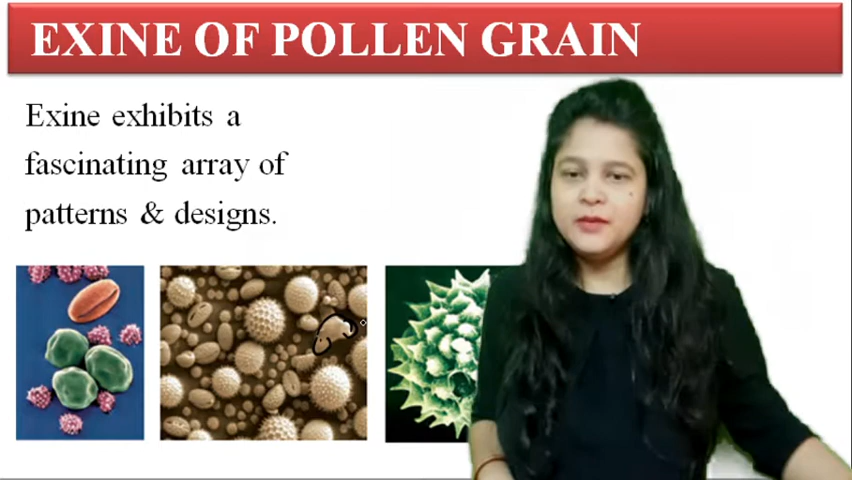 EXINE OF POLLEN GRAIN
Exine exhibits a
fascinating array of
patterns & designs.